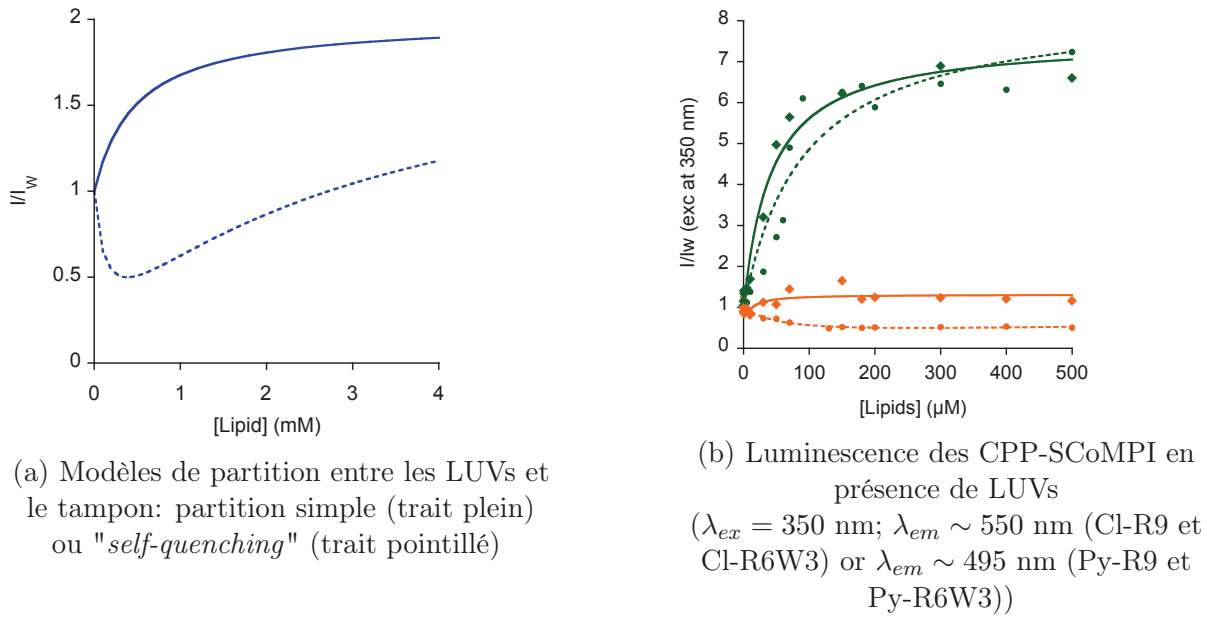 2
1.5
1
0.5
0
I/I_W
0
1
2
3
4
[Lipid] (mM)
(a) Modèles de partition entre les LUVs et
le tampon: partition simple (trait plein)
ou "self-quenching" (trait pointillé)
8
7
6
5
4
3
2
1
0
I/Iw (exc at 350 nm)
0
100
200
300
400
500
[Lipids] (µM)
(b) Luminescence des CPP-SCoMPI en
présence de LUVs
(λex = 350 nm; λem ∼ 550 nm (Cl-R9 et
Cl-R6W3) or λem ∼ 495 nm (Py-R9 et
Py-R6W3))